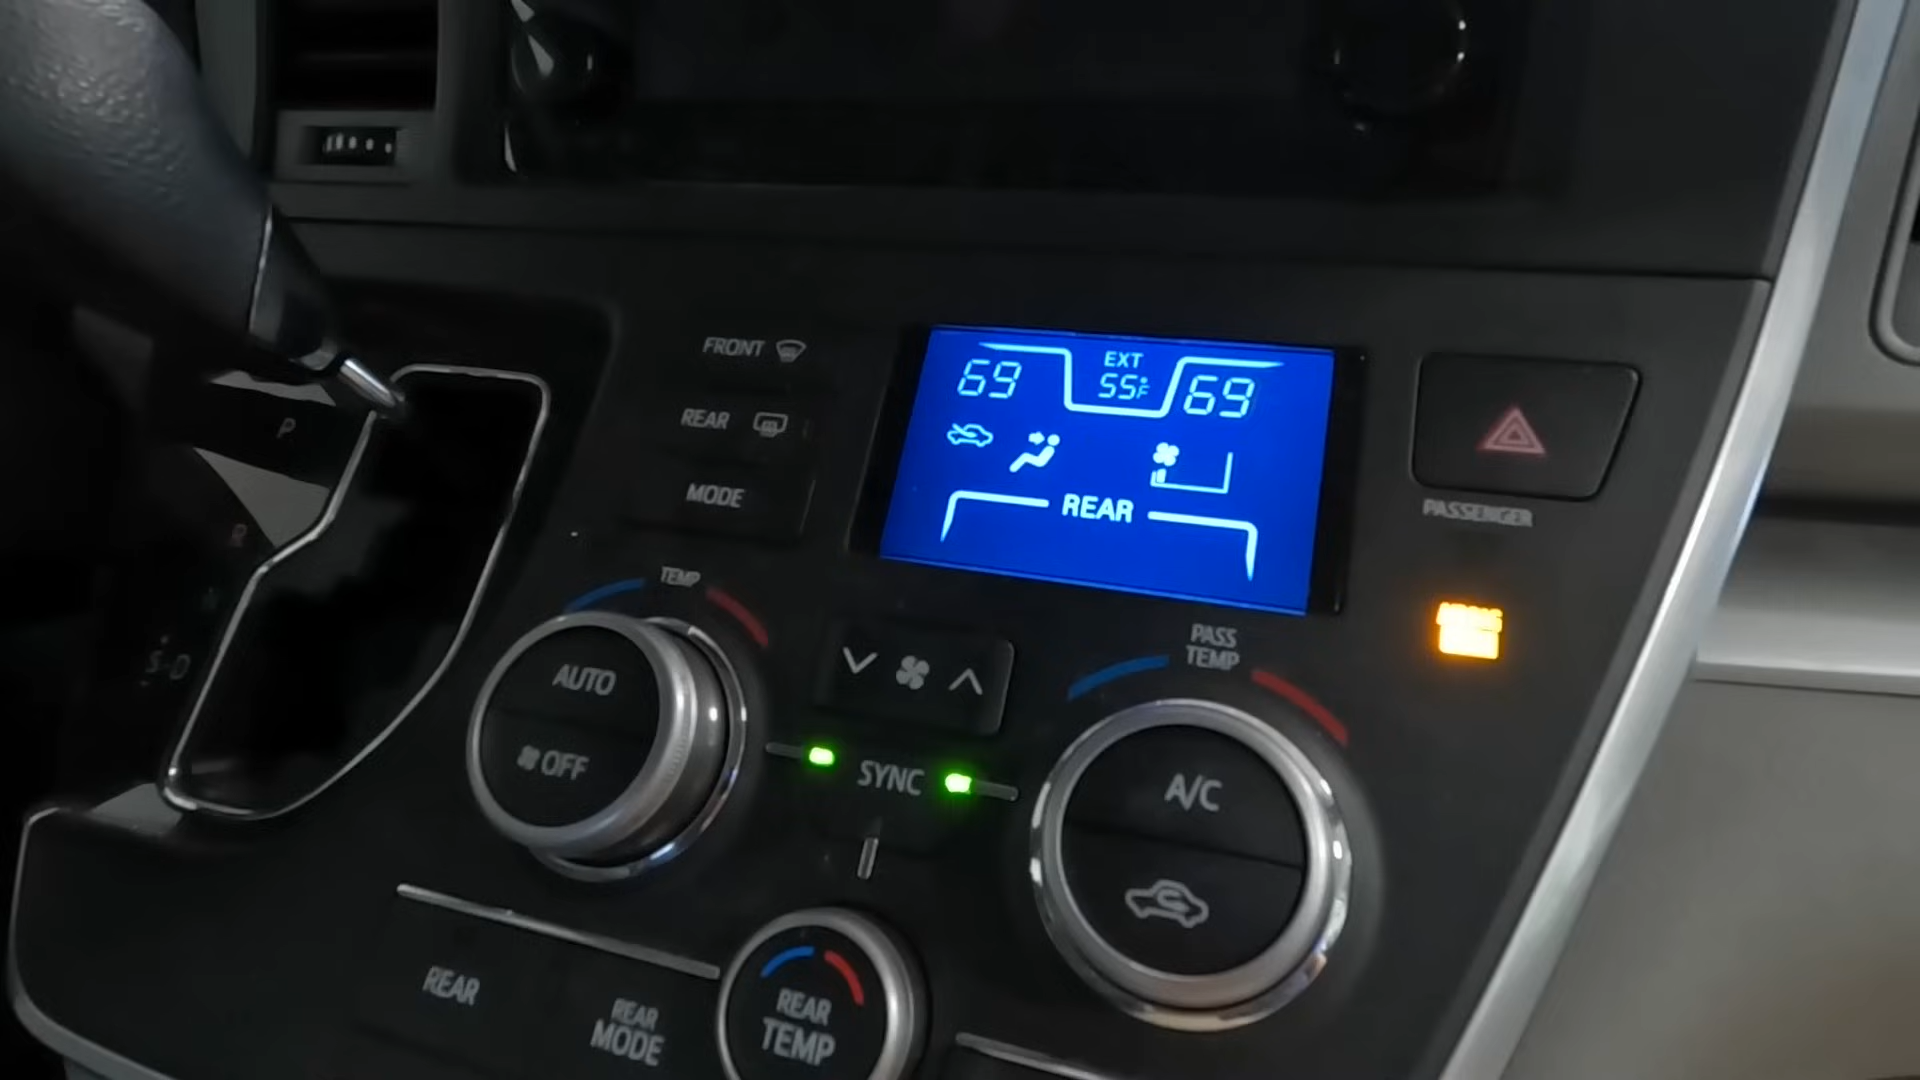 FRONT
69
EXT
55°F
69
REAR
MODE
REAR
P
R
PASSENGER
TEMP
PASS
TEMP
S-D
AUTO
OFF
SYNC
A/C
REAR
REAR
MODE
REAR
TEMP